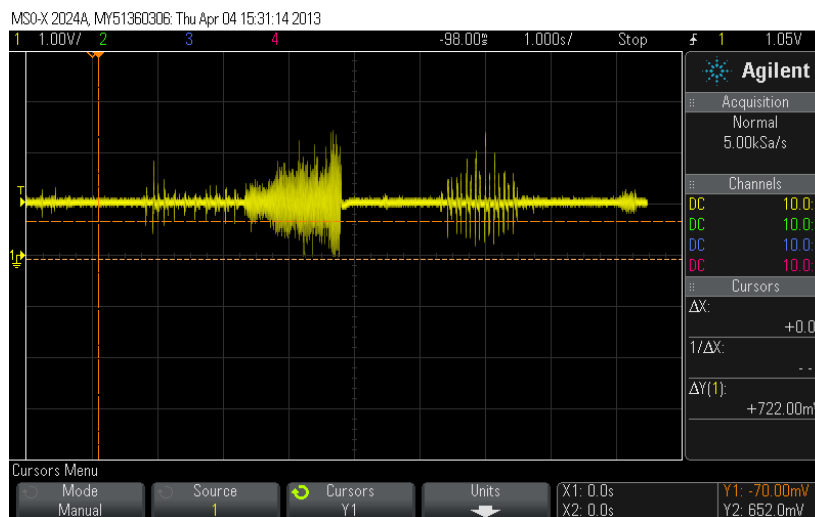 MSO-X 2024A, MY51360306: Thu Apr 04 15:31:14 2013
1 1.00V/ 2 3 4 -98.00ms 1.000s/ Stop 1 1.05V
Agilent
Acquisition
Normal
5.00kSa/s
Channels
DC 10.0:
DC 10.0:
DC 10.0:
DC 10.0:
Cursors
ΔX:
+0.0
1/ΔX:
--
ΔY(1):
+722.00m
T
1
Cursors Menu
Mode Source Cursors Units X1: 0.0s Y1: -70.00mV
Manual 1 Y1 X2: 0.0s Y2: 652.0mV